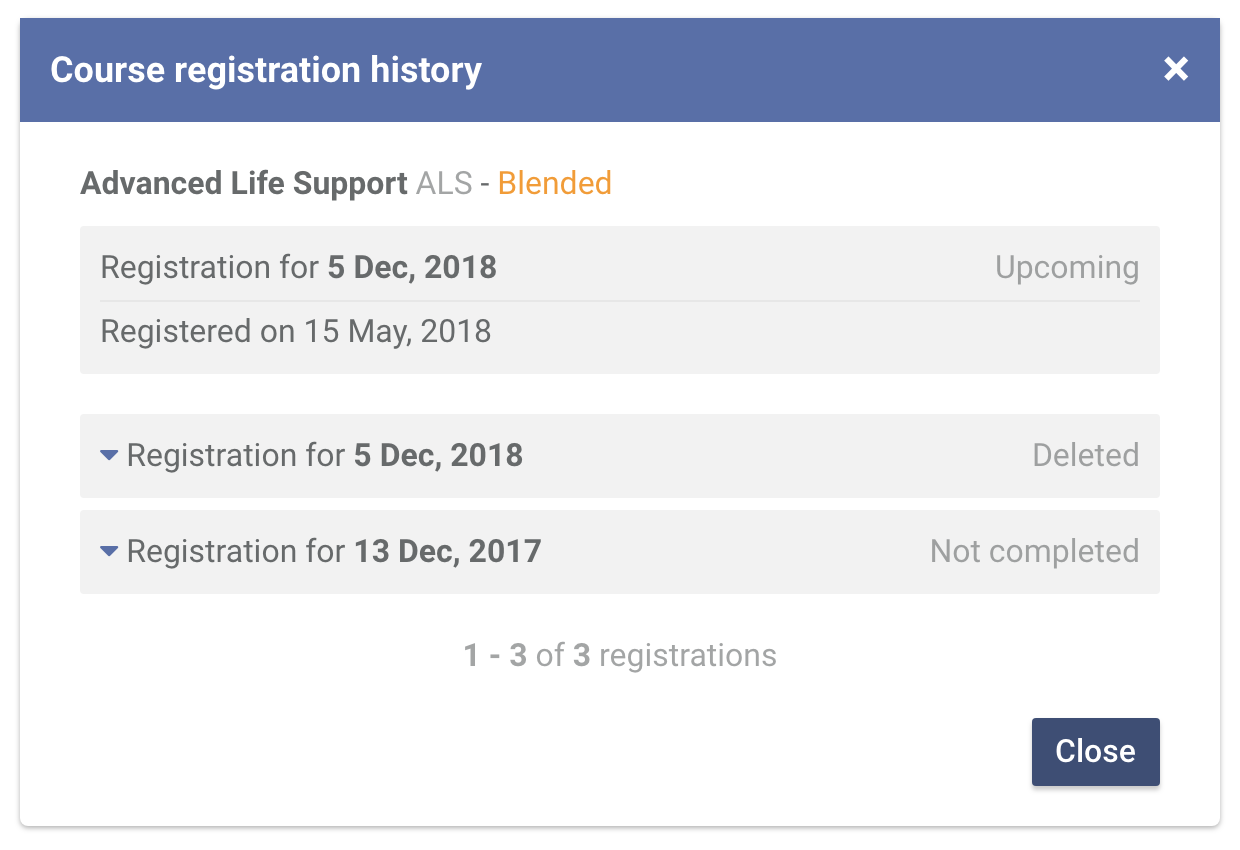 Course registration history
Advanced Life Support ALS - Blended
Registration for 5 Dec, 2018 Upcoming
Registered on 15 May, 2018
Registration for 5 Dec, 2018 Deleted
Registration for 13 Dec, 2017 Not completed
1 - 3 of 3 registrations
Close